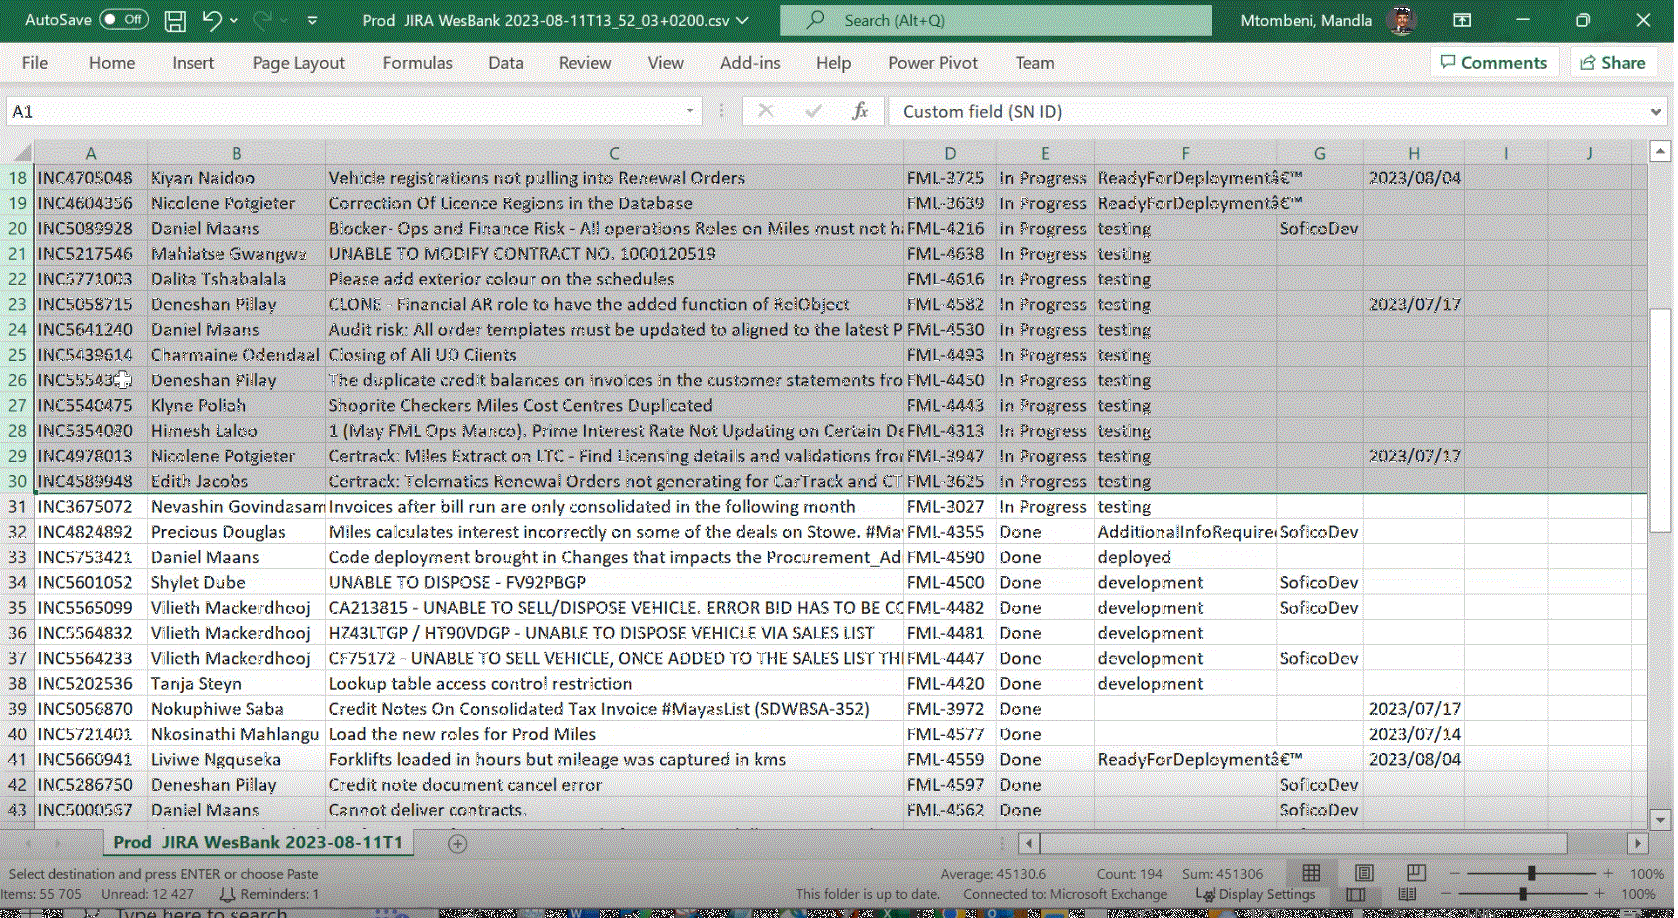 AutoSave Off Prod JIRA WesBank 2023-08-11T13_52_03+0200.csv Search (Alt+Q) Mtombeni, Mandla
File Home Insert Page Layout Formulas Data Review View Add-ins Help Power Pivot Team Comments Share
A1 fx Custom field (SN ID)
A B C D E F G H I J
18 INC4705048 Kiyan Naidoo Vehicle registrations not pulling into Renewal Orders FML-3725 In Progress ReadyForDeploymentâ€™ 2023/08/04
19 INC4604356 Nicolene Potgieter Correction Of Licence Regions in the Database FML-3639 In Progress ReadyForDeploymentâ€™
20 INC5089928 Daniel Maans Blocker- Ops and Finance Risk - All operations Roles on Miles must not ha FML-4216 In Progress testing SoficoDev
21 INC5217546 Mahlatse Gwangwa UNABLE TO MODIFY CONTRACT NO. 1000120519 FML-4638 In Progress testing
22 INC5771003 Dalita Tshabalala Please add exterior colour on the schedules FML-4616 In Progress testing
23 INC5058715 Deneshan Pillay CLONE - Financial AR role to have the added function of RelObject FML-4582 In Progress testing 2023/07/17
24 INC5641240 Daniel Maans Audit risk: All order templates must be updated to aligned to the latest P FML-4530 In Progress testing
25 INC5439614 Charmaine Odendaal Closing of All UD Clients FML-4493 In Progress testing
26 Deneshan Pillay The duplicate credit balances on invoices in the customer statements fro FML-4450 In Progress testing
27 INC5540475 Klyne Poliah Shoprite Checkers Miles Cost Centres Duplicated FML-4443 In Progress testing
28 INC5354080 Himesh Laloo 1 (May FML Ops Manco). Prime Interest Rate Not Updating on Certain De FML-4313 In Progress testing
29 INC4978013 Nicolene Potgieter Certrack: Miles Extract on LTC - Find Licensing details and validations fro FML-3947 In Progress testing 2023/07/17
30 INC4589948 Edith Jacobs Certrack: Telematics Renewal Orders not generating for CarTrack and CT FML-3625 In Progress testing
31 INC3675072 Nevashin Govindasam Invoices after bill run are only consolidated in the following month FML-3027 In Progress testing
32 INC4824892 Precious Douglas Miles calculates interest incorrectly on some of the deals on Stowe. #Ma FML-4355 Done AdditionalInfoRequire SoficoDev
33 INC5753421 Daniel Maans Code deployment brought in Changes that impacts the Procurement_Ad FML-4590 Done deployed
34 INC5601052 Shylet Dube UNABLE TO DISPOSE - FV92PBGP FML-4500 Done development SoficoDev
35 INC5565099 Vilieth Mackerdhooj CA213815 - UNABLE TO SELL/DISPOSE VEHICLE. ERROR BID HAS TO BE CO FML-4482 Done development SoficoDev
36 INC5564832 Vilieth Mackerdhooj HZ43LTGP / HT90VDGP - UNABLE TO DISPOSE VEHICLE VIA SALES LIST FML-4481 Done development
37 INC5564233 Vilieth Mackerdhooj CF75172 - UNABLE TO SELL VEHICLE, ONCE ADDED TO THE SALES LIST THE FML-4447 Done development SoficoDev
38 INC5202536 Tanja Steyn Lookup table access control restriction FML-4420 Done development
39 INC5056870 Nokuphiwe Saba Credit Notes On Consolidated Tax Invoice #MayasList (SDWBSA-352) FML-3972 Done 2023/07/17
40 INC5721401 Nkosinathi Mahlangu Load the new roles for Prod Miles FML-4577 Done 2023/07/14
41 INC5660941 Liviwe Ngquseka Forklifts loaded in hours but mileage was captured in kms FML-4559 Done ReadyForDeploymentâ€™ 2023/08/04
42 INC5286750 Deneshan Pillay Credit note document cancel error FML-4597 Done SoficoDev
43 INC5000567 Daniel Maans Cannot deliver contracts. FML-4562 Done SoficoDev
Prod JIRA WesBank 2023-08-11T1
Select destination and press ENTER or choose Paste Average: 45130.6 Count: 194 Sum: 451306 100%
Items: 55 705 Unread: 12 427 Reminders: 1 This folder is up to date. Connected to: Microsoft Exchange Display Settings 100%
Type here to search